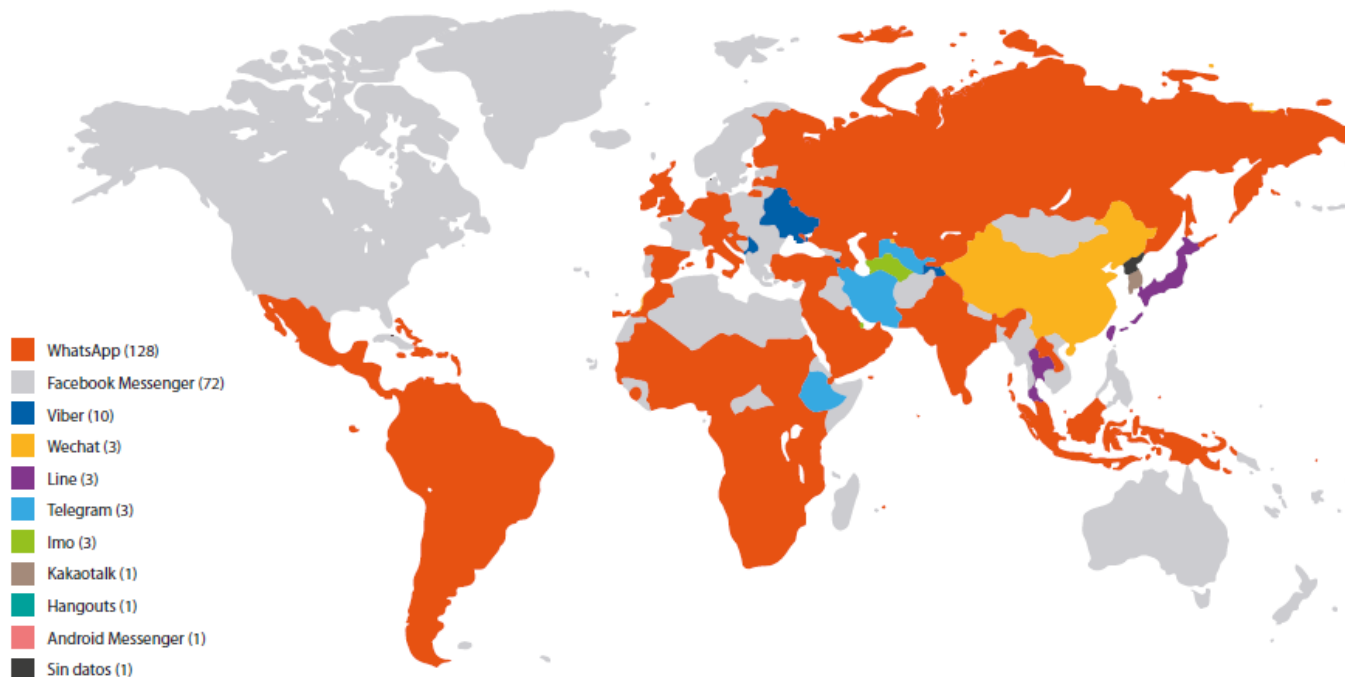 WhatsApp (128)
Facebook Messenger (72)
Viber (10)
Wechat (3)
Line (3)
Telegram (3)
Imo (3)
Kakaotalk (1)
Hangouts (1)
Android Messenger (1)
Sin datos (1)